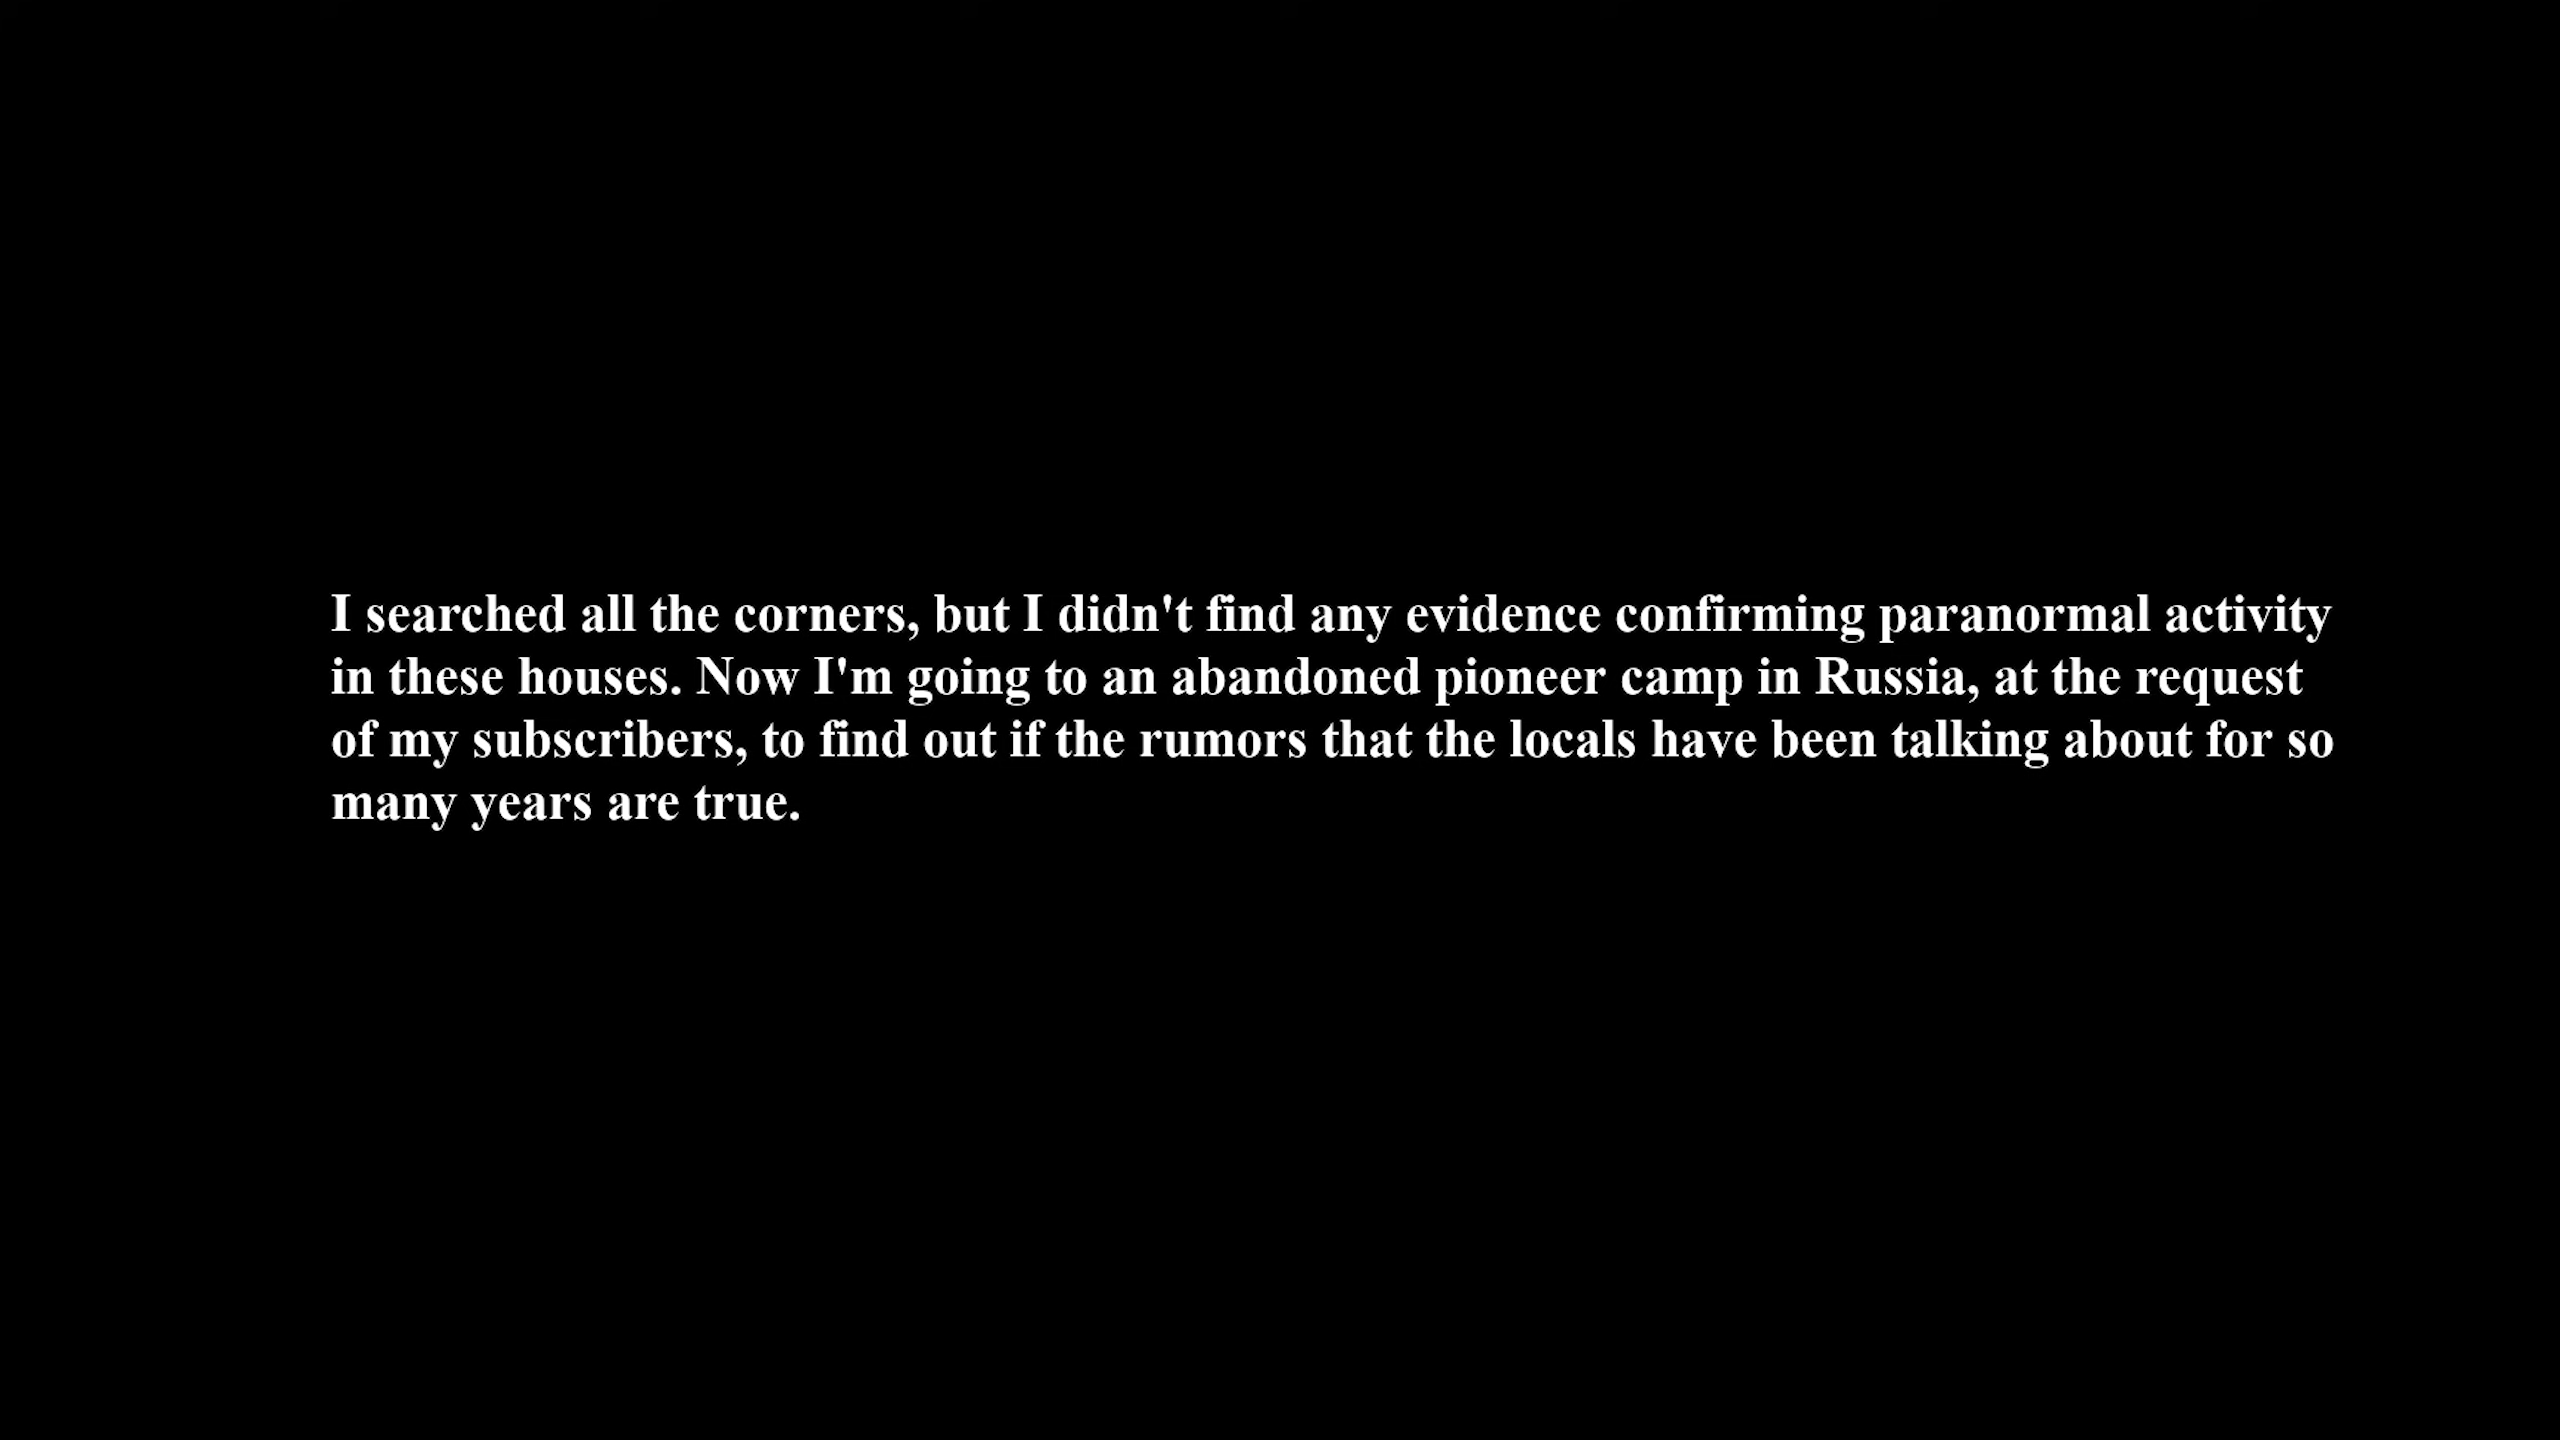 I searched all the corners, but I didn't find any evidence confirming paranormal activity
in these houses. Now I'm going to an abandoned pioneer camp in Russia, at the request
of my subscribers, to find out if the rumors that the locals have been talking about for so
many years are true.